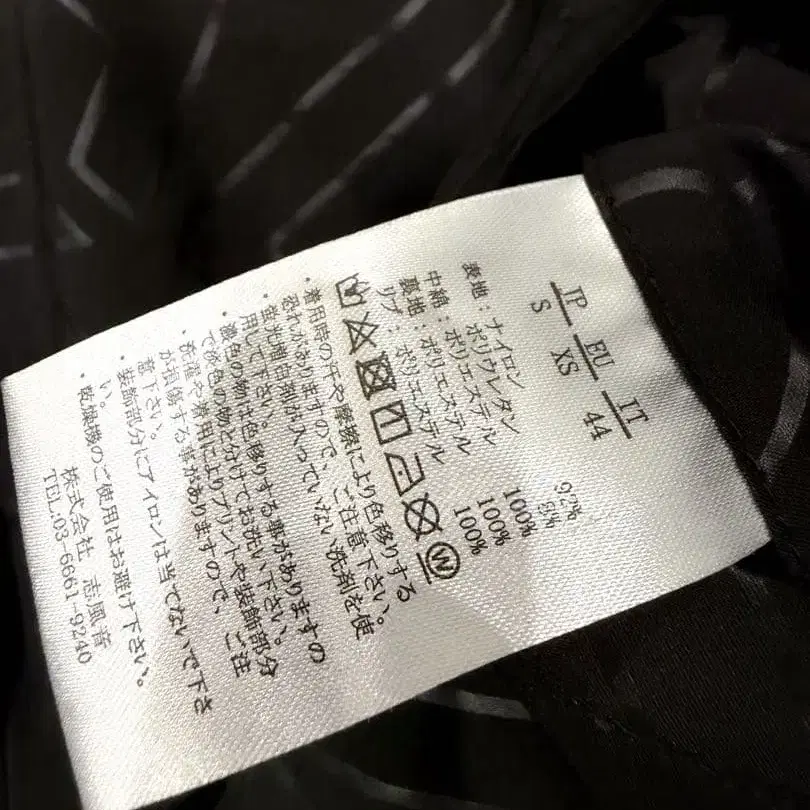 JP EU IT
S XS 44
表地：ナイロン 92%
ポリウレタン 8%
中綿：ポリエステル 100%
裏地：ポリエステル 100%
リブ：ポリエステル 100%
W
・着用時の汗や摩擦により色移りする
恐れがありますので、ご注意下さい。
・蛍光増白剤が入っていない洗剤を使
用して下さい。
・濃色の物は色移りする事がありますの
で淡色の物と分けてお洗い下さい。
・洗濯や着用によりプリントや装飾部分
が損傷する事がありますので、ご注
意下さい。
・装飾部分にアイロンは当てないで下さ
い。
・乾燥機のご使用はお避け下さい。
株式会社 志風音
TEL.03-6661-9240